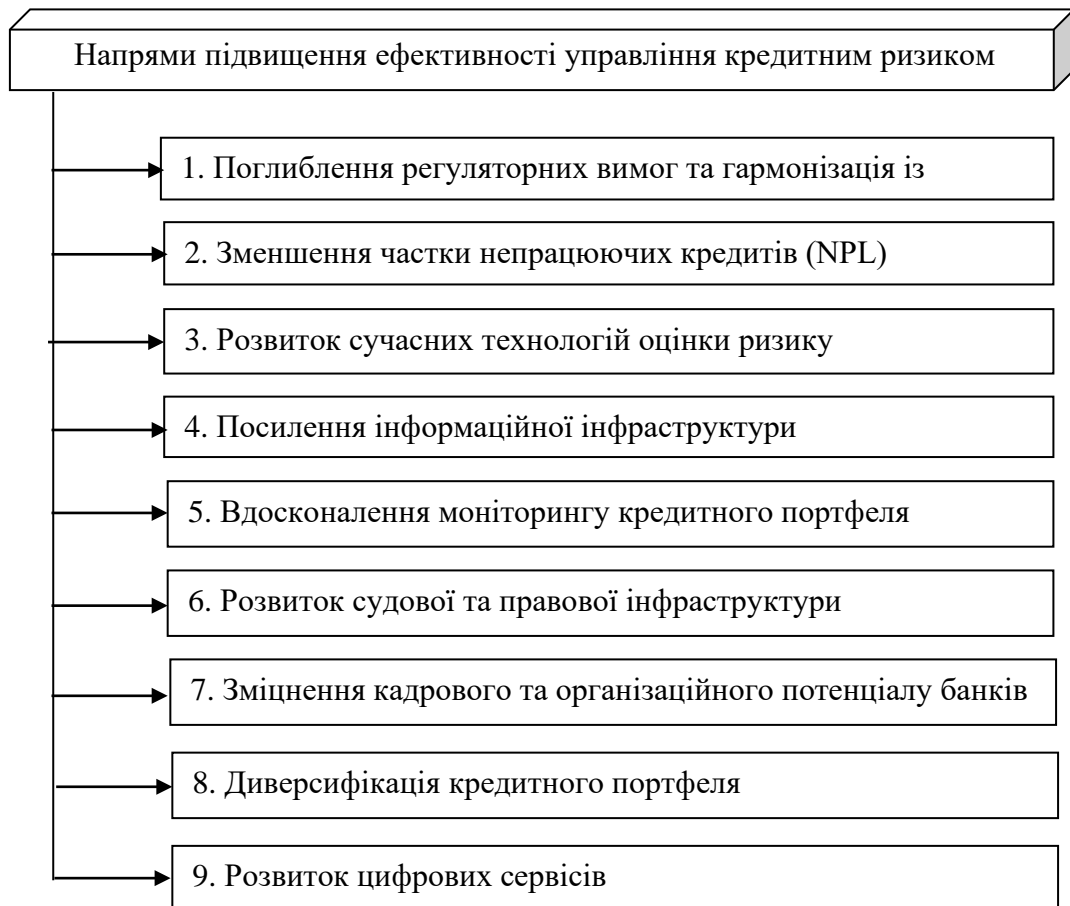 Напрями підвищення ефективності управління кредитним ризиком
1. Поглиблення регуляторних вимог та гармонізація із
2. Зменшення частки непрацюючих кредитів (NPL)
3. Розвиток сучасних технологій оцінки ризику
4. Посилення інформаційної інфраструктури
5. Вдосконалення моніторингу кредитного портфеля
6. Розвиток судової та правової інфраструктури
7. Зміцнення кадрового та організаційного потенціалу банків
8. Диверсифікація кредитного портфеля
9. Розвиток цифрових сервісів